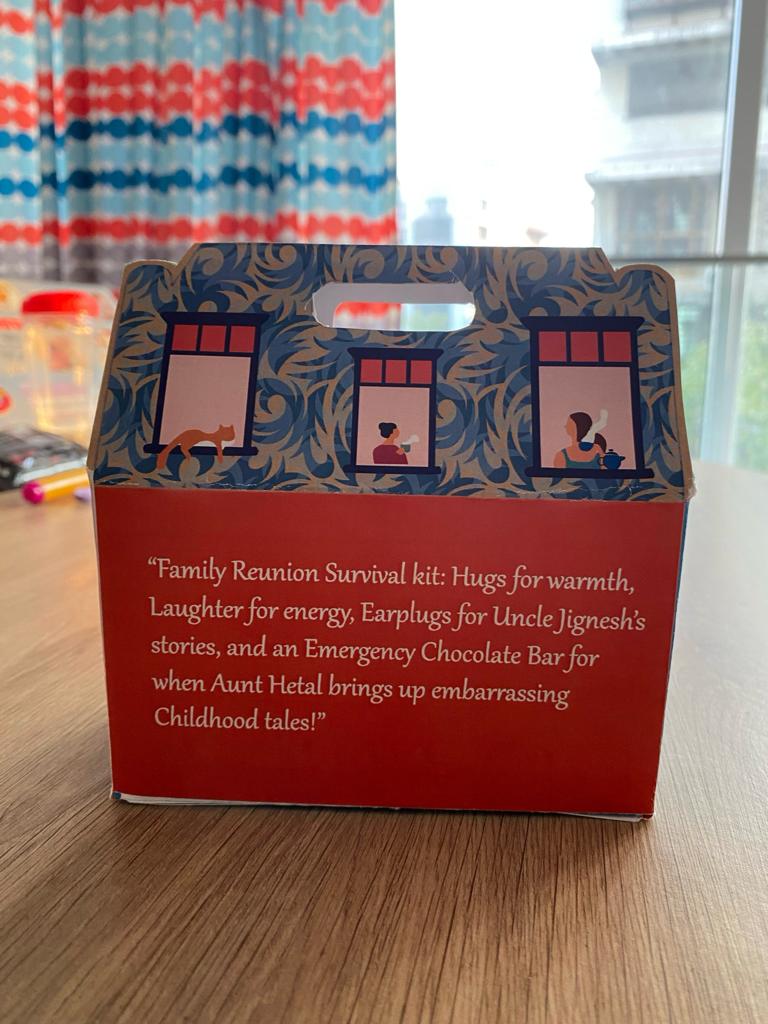 “Family Reunion Survival kit: Hugs for warmth,
Laughter for energy, Earplugs for Uncle Jignesh’s
stories, and an Emergency Chocolate Bar for
when Aunt Hetal brings up embarrassing
Childhood tales!”